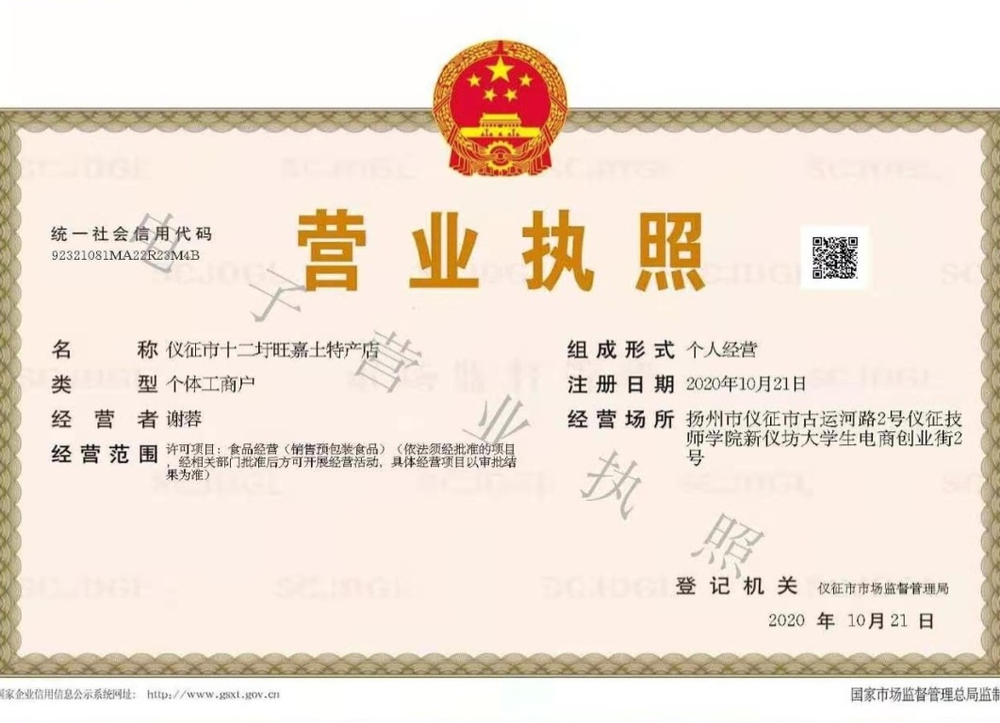 营业执照
统一社会信用代码
92321081MA22R23M4B
名 称 仪征市十二圩旺嘉土特产店
类 型 个体工商户
经 营 者 谢蓉
经 营 范 围 许可项目：食品经营（销售预包装食品）（依法须经批准的项目
，经相关部门批准后方可开展经营活动，具体经营项目以审批结
果为准）
组 成 形 式 个人经营
注 册 日 期 2020年10月21日
经 营 场 所 扬州市仪征市古运河路2号仪征技
师学院新仪坊大学生电商创业街2
号
电子营业执照
登 记 机 关 仪征市市场监督管理局
2020 年 10月 21 日
国家企业信用信息公示系统网址： http://www.gsxt.gov.cn
国家市场监督管理总局监制
SCJDGL